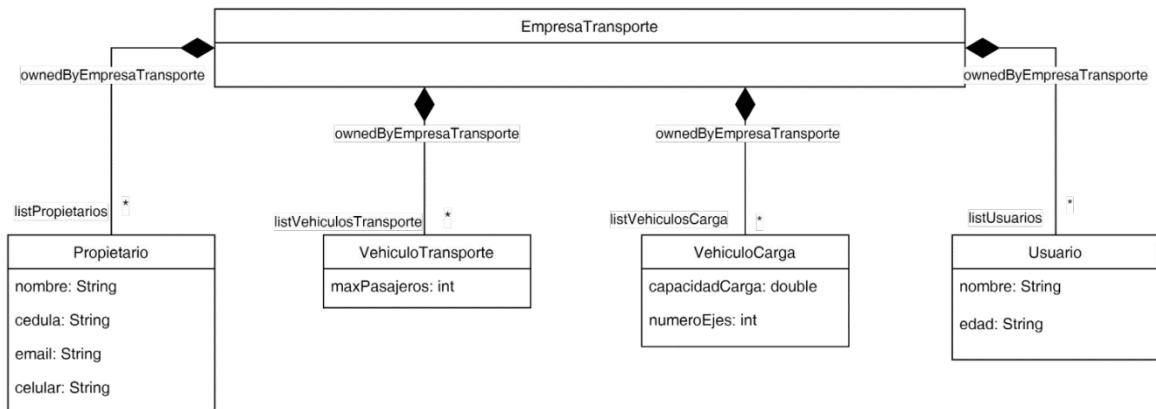 EmpresaTransporte
ownedByEmpresaTransporte
ownedByEmpresaTransporte
ownedByEmpresaTransporte
ownedByEmpresaTransporte
listPropietarios *
listVehiculosTransporte *
listVehiculosCarga *
listUsuarios *
Propietario
nombre: String
cedula: String
email: String
celular: String
VehiculoTransporte
maxPasajeros: int
VehiculoCarga
capacidadCarga: double
numeroEjes: int
Usuario
nombre: String
edad: String